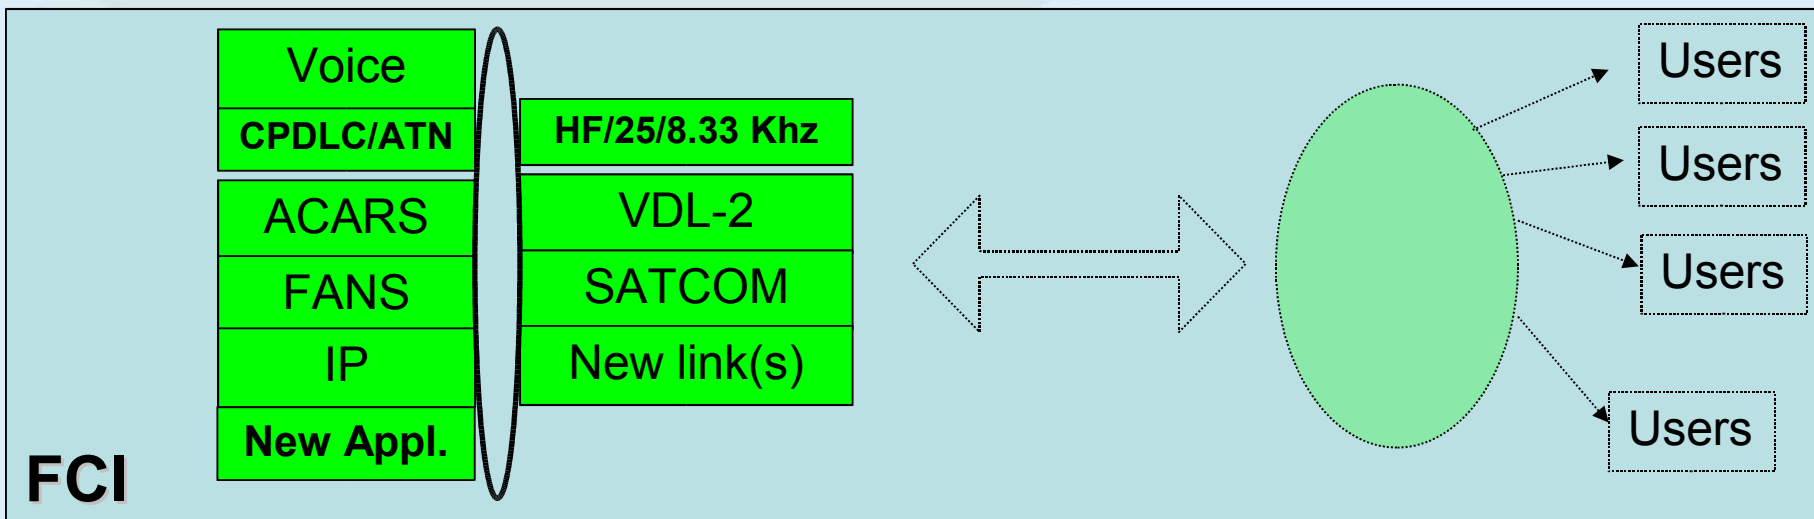 Voice
CPDLC/ATN
ACARS
FANS
IP
New Appl.
HF/25/8.33 Khz
VDL-2
SATCOM
New link(s)
Users
Users
Users
Users
FCI